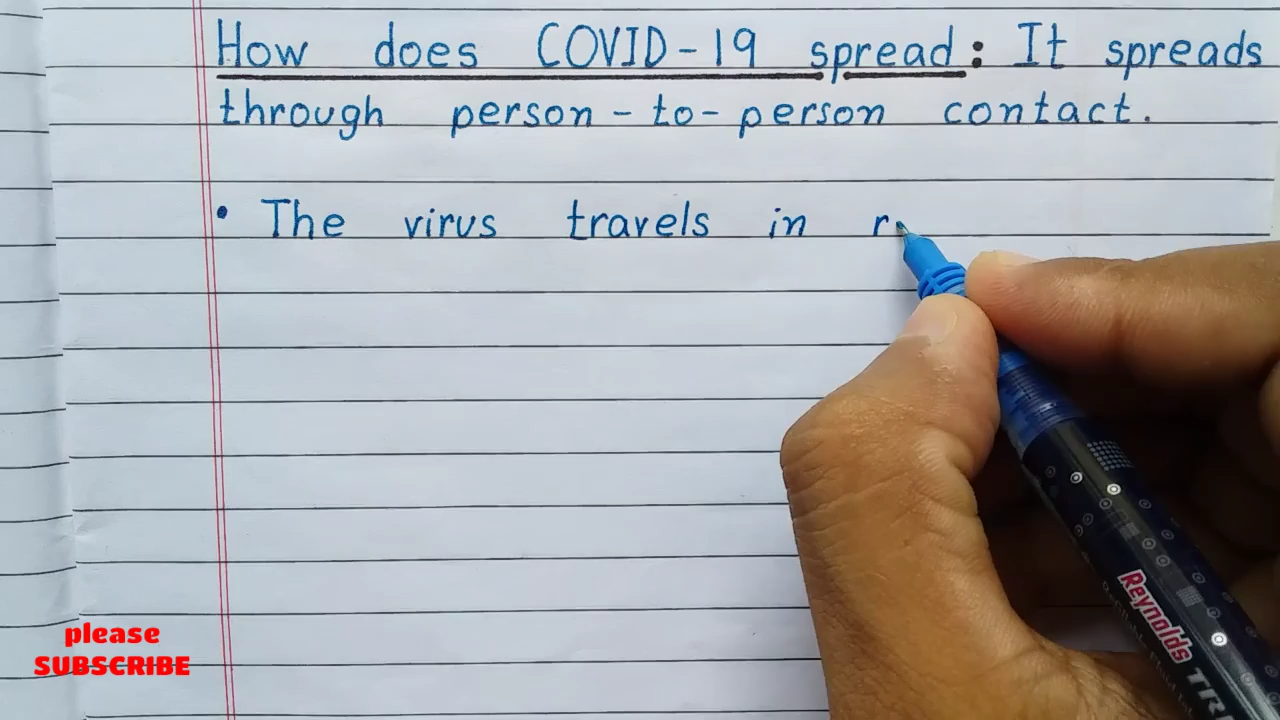 How does COVID-19 spread: It spreads
through person-to-person contact.
• The virus travels in r
please
SUBSCRIBE
Reynolds